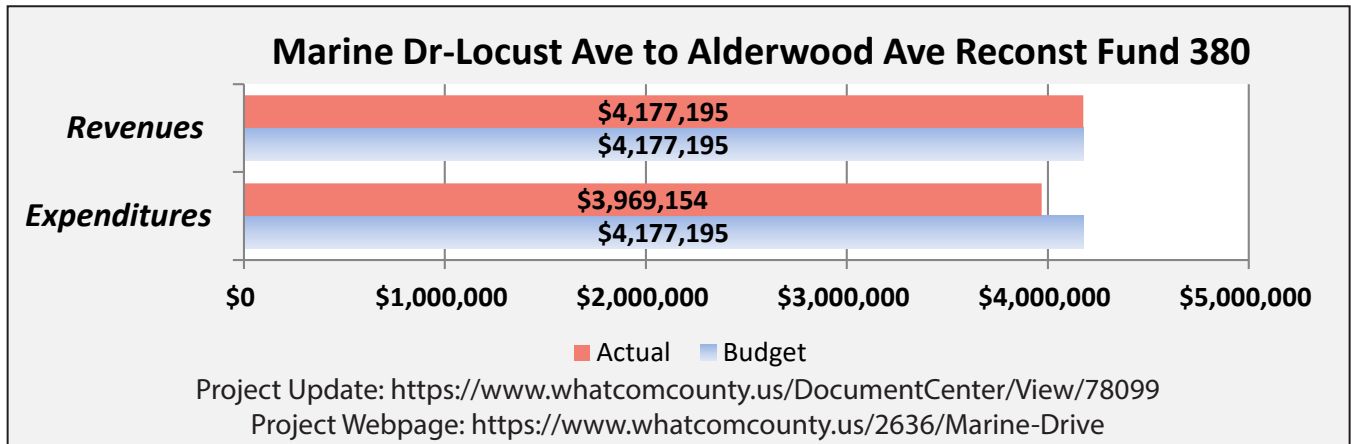 Marine Dr-Locust Ave to Alderwood Ave Reconst Fund 380
Revenues
$4,177,195
$4,177,195
Expenditures
$3,969,154
$4,177,195
$0 $1,000,000 $2,000,000 $3,000,000 $4,000,000 $5,000,000
Actual Budget
Project Update: https://www.whatcomcounty.us/DocumentCenter/View/78099
Project Webpage: https://www.whatcomcounty.us/2636/Marine-Drive